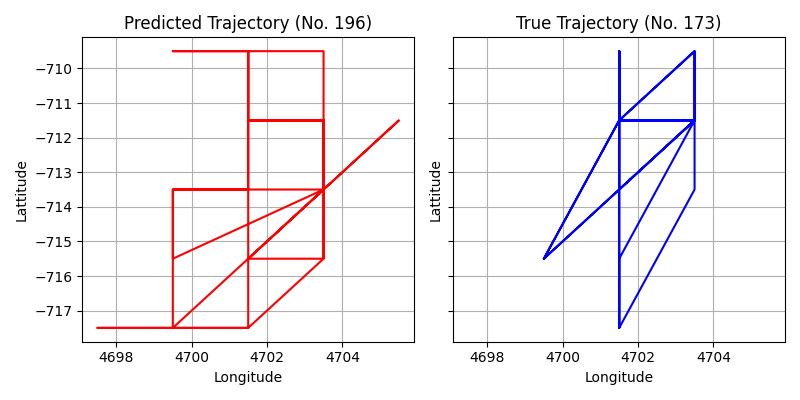 Predicted Trajectory (No. 196)
True Trajectory (No. 173)
−710
−711
−712
−713
−714
−715
−716
−717
Lattitude
Lattitude
4698 4700 4702 4704
4698 4700 4702 4704
Longitude
Longitude